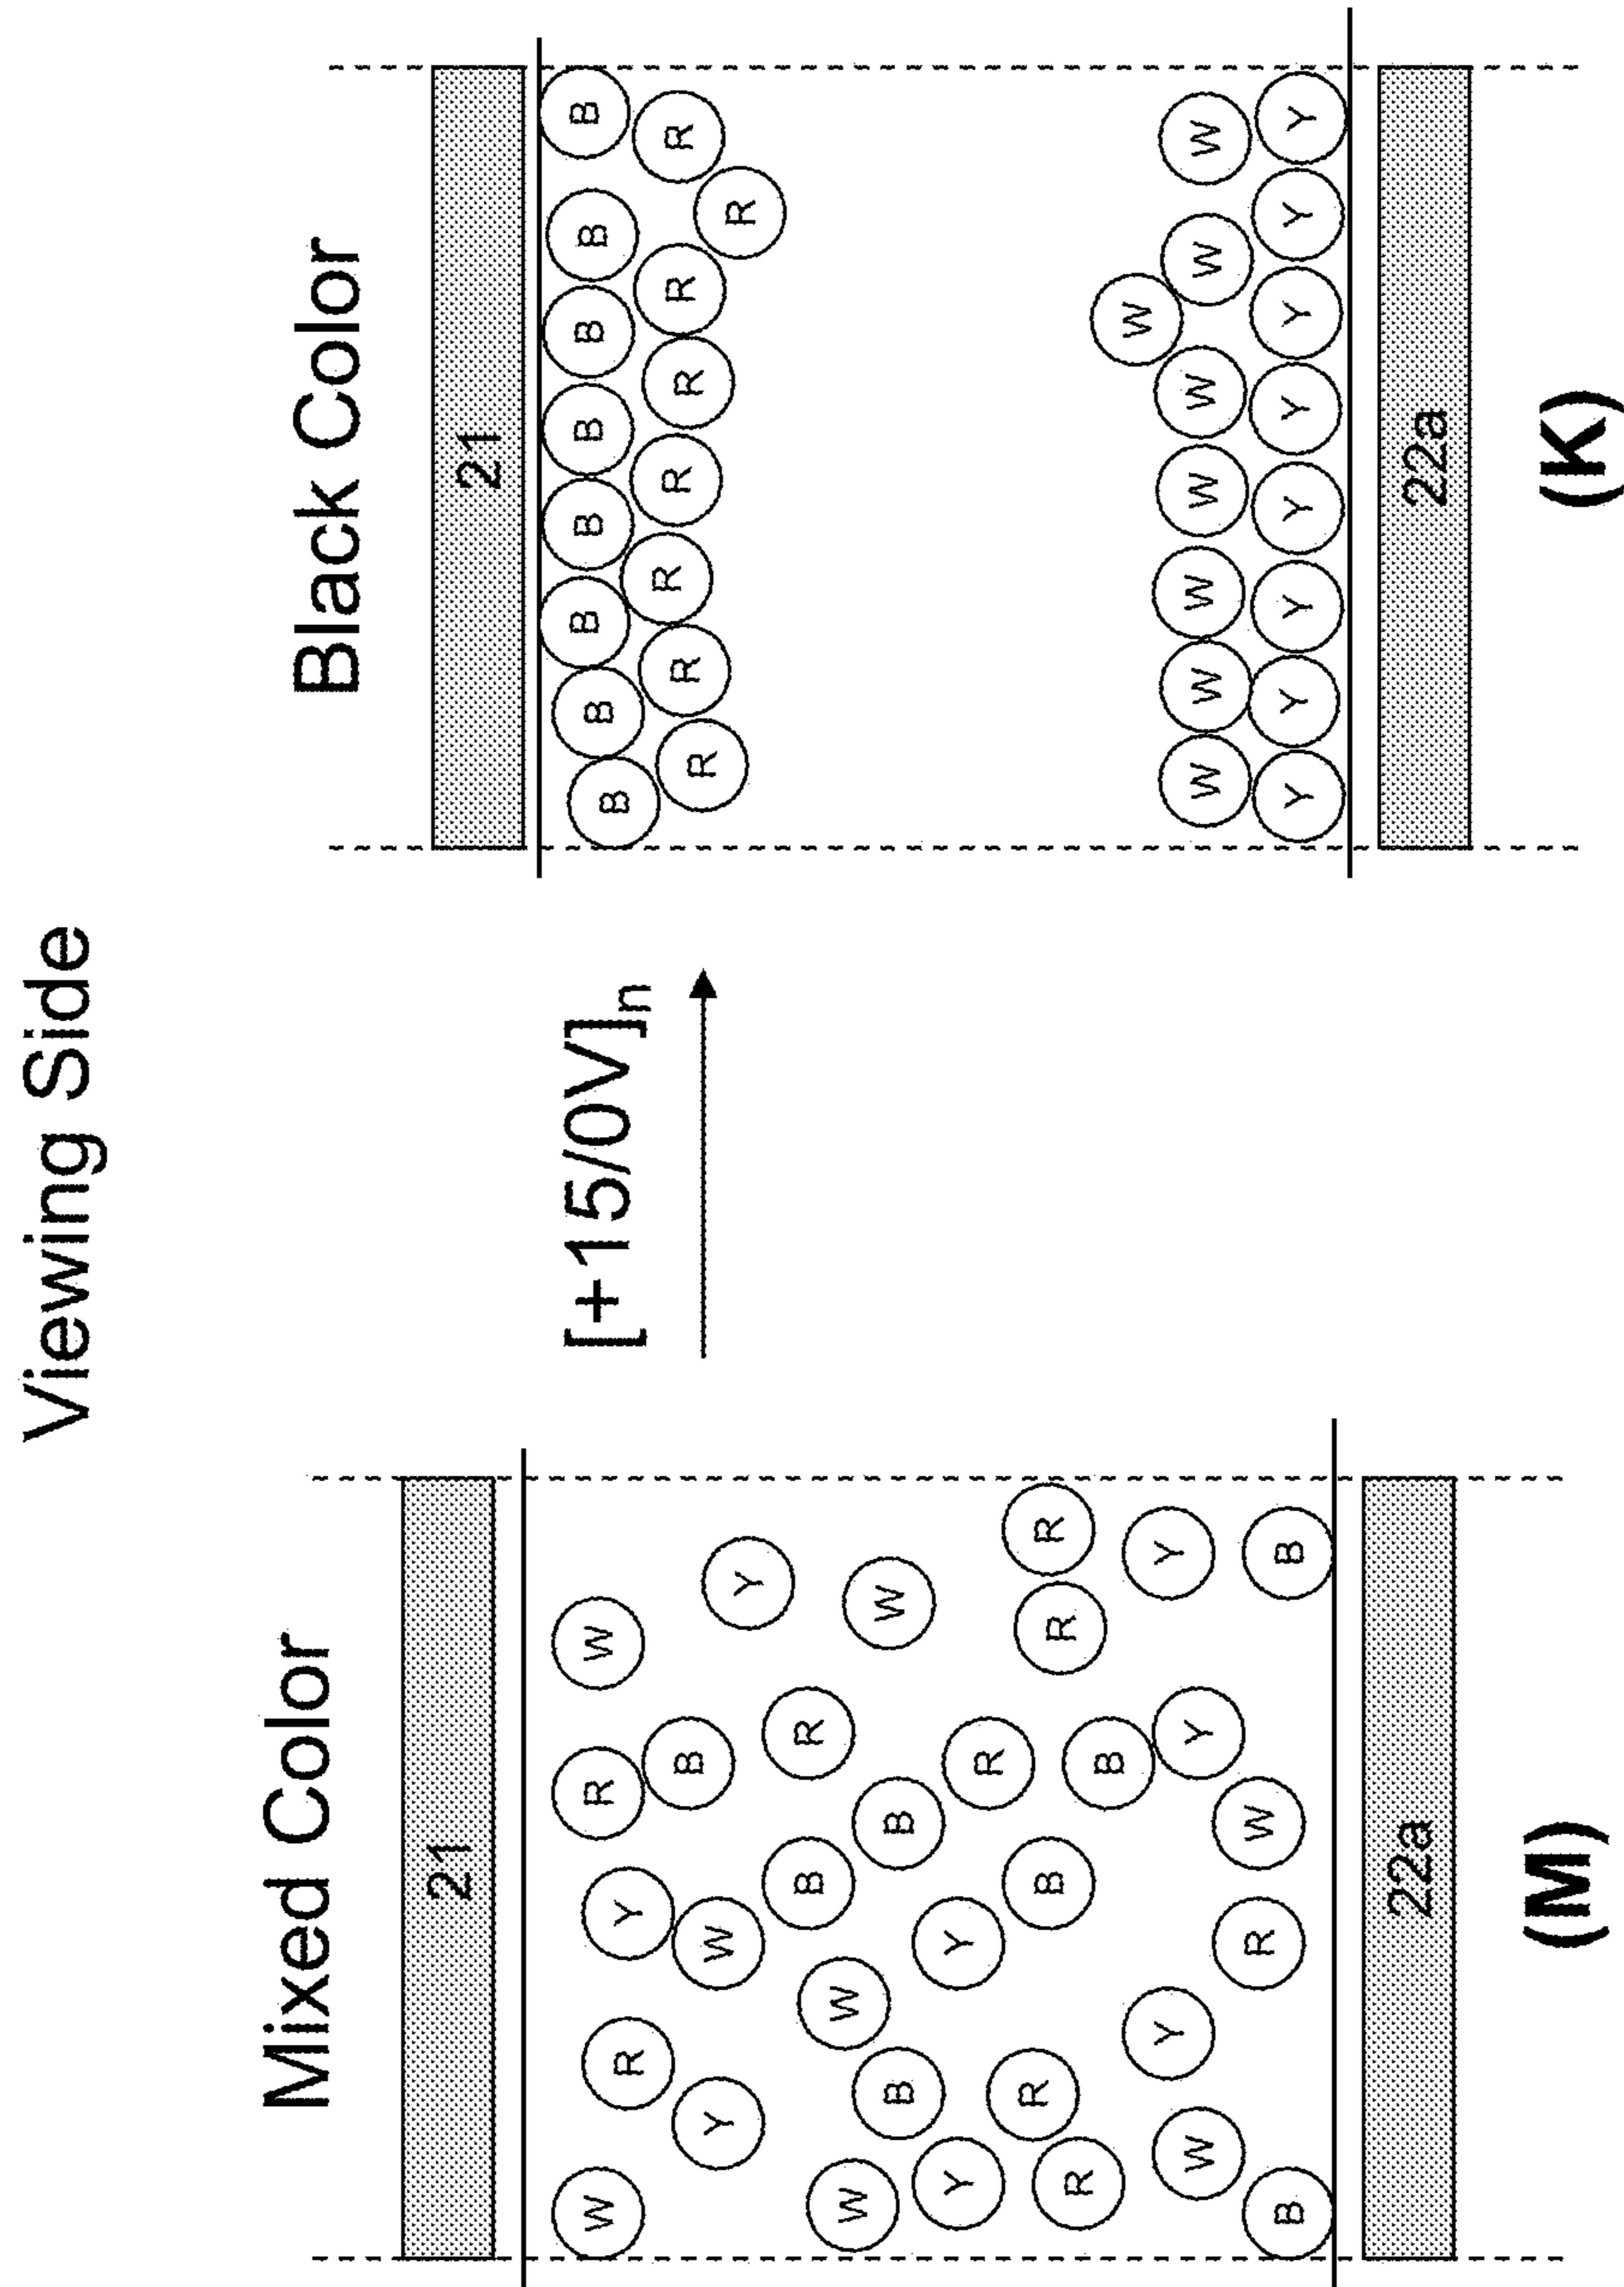 Viewing Side
Mixed Color
21
W R W
R Y
B
Y W
Y
B R
W W
B B W
Y Y R
R B R R
R B
Y Y
W Y
R W
B B
22a
(M)
[+15/0V]n
Black Color
21
B B B B B B B B
R R R R R R R
R
W
W W W W W W W
Y Y Y Y Y Y Y Y
22a
(K)